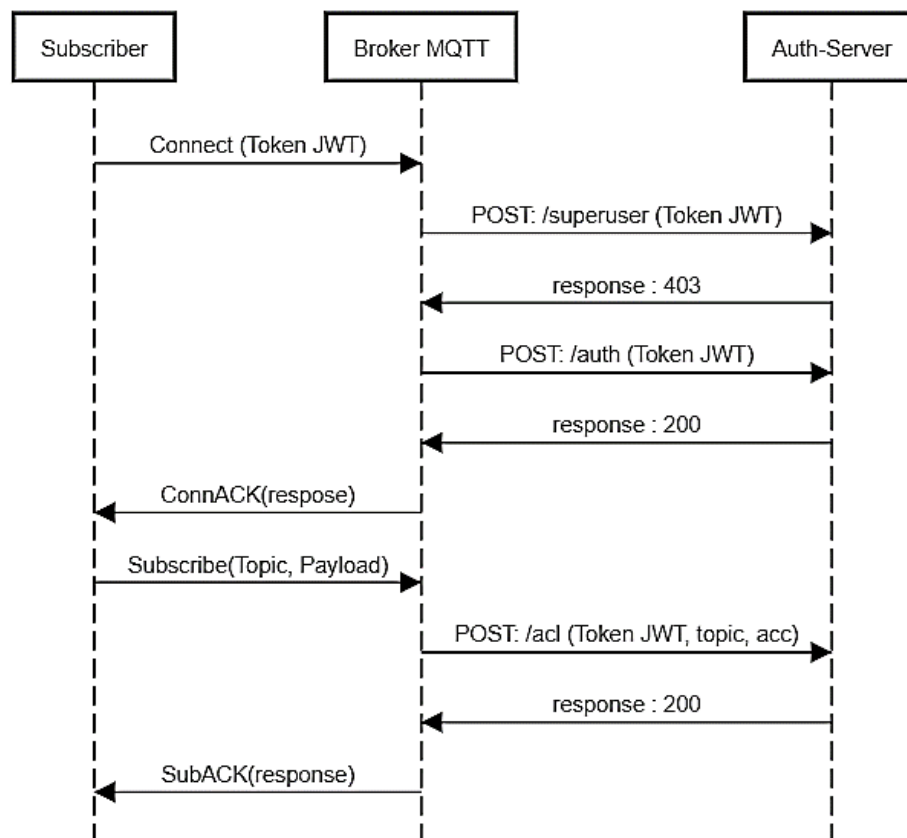 Subscriber
Broker MQTT
Auth-Server
Connect (Token JWT)
POST: /superuser (Token JWT)
response : 403
POST: /auth (Token JWT)
response : 200
ConnACK(respose)
Subscribe(Topic, Payload)
POST: /acl (Token JWT, topic, acc)
response : 200
SubACK(response)